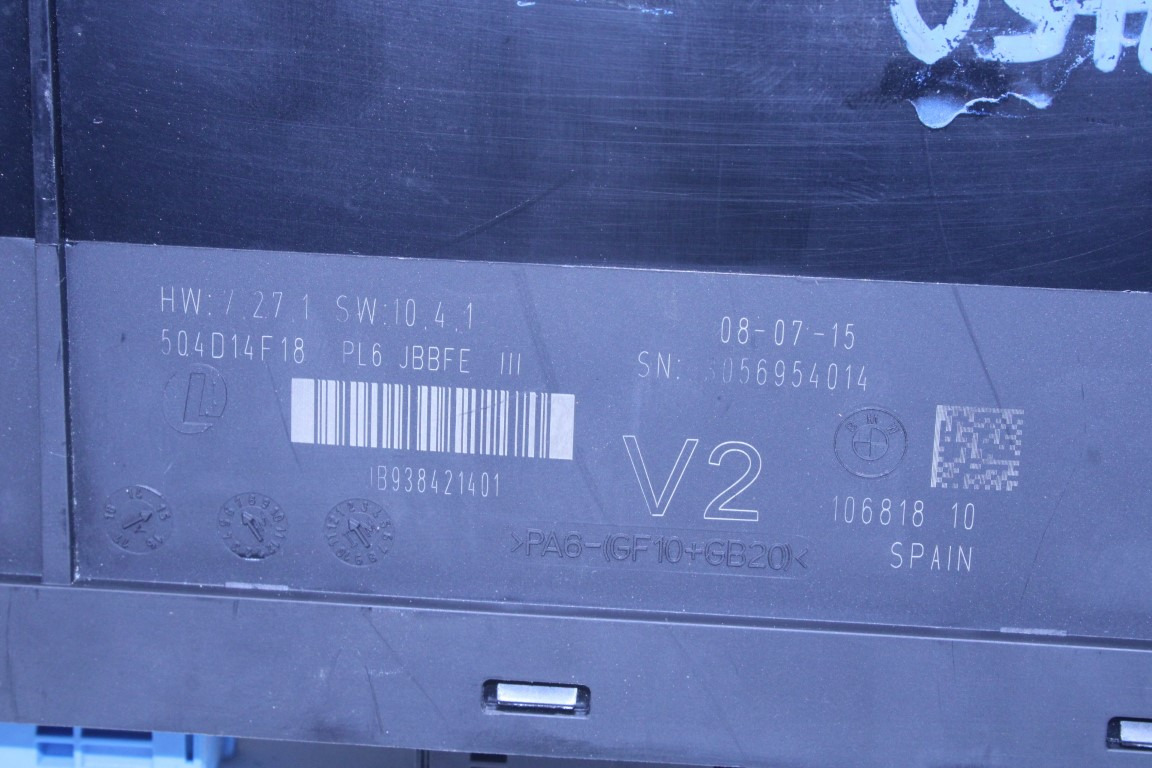 HW:7.27.1 SW:10.4.1
5Q4D14F18 PL6 JBBFE III
08-07-15
SN:
L
IB938421401
V2
BMW
106818 10
SPAIN
>PA6-(GF10+GB20)<